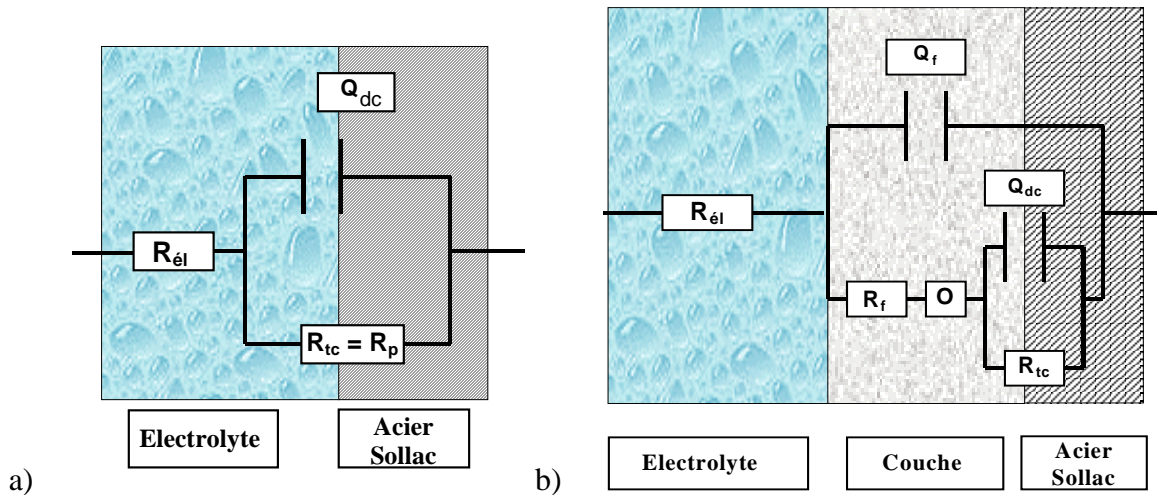 Q_dc
R_él
R_tc = R_p
Electrolyte
Acier
Sollac
a)
Q_f
Q_dc
R_él
R_f
O
R_tc
Electrolyte
Couche
Acier
Sollac
b)